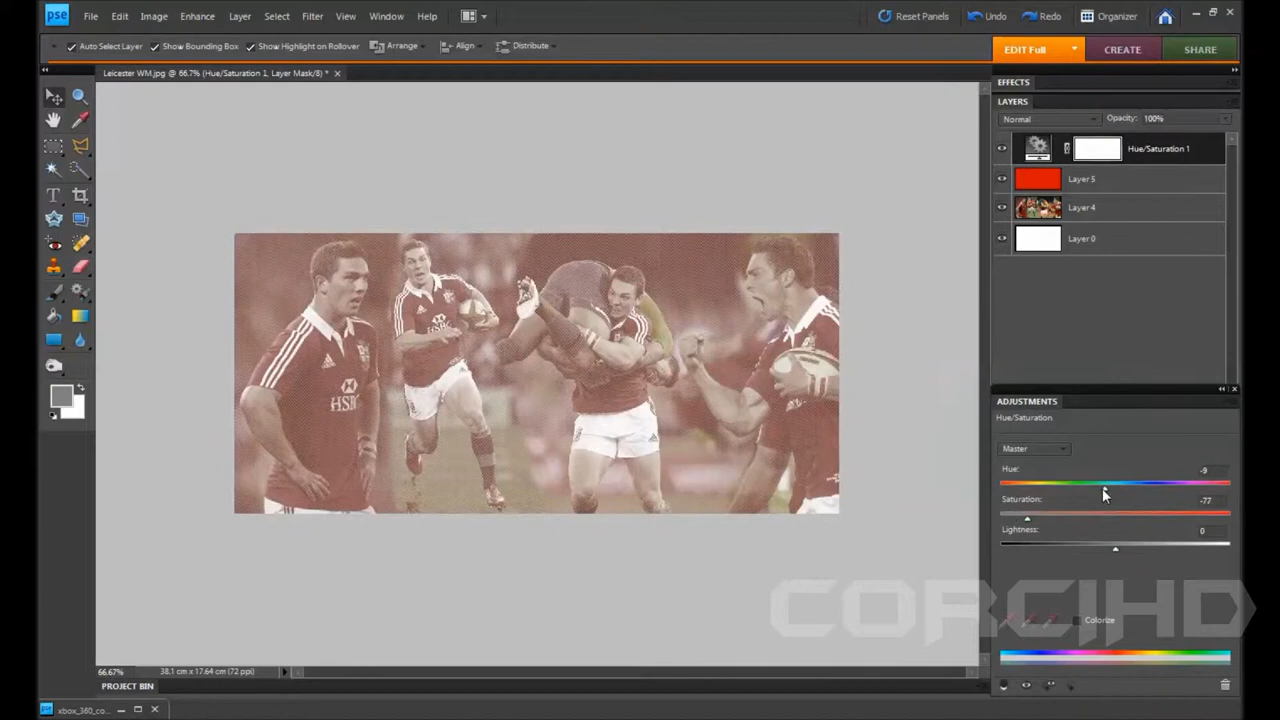 pse File Edit Image Enhance Layer Select Filter View Window Help Reset Panels Undo Redo Organizer
Auto Select Layer Show Bounding Box Show Highlight on Rollover Arrange Align Distribute EDIT Full CREATE SHARE
Leicester WM.jpg @ 66.7% (Hue/Saturation 1, Layer Mask/8) *
EFFECTS
LAYERS
Normal Opacity: 100%
Hue/Saturation 1
Layer 5
Layer 4
Layer 0
HSBC
HSBC
ADJUSTMENTS
Hue/Saturation
Master
Hue: -9
Saturation: -77
Lightness: 0
CORCIHD
Colorize
66.67% 38.1 cm x 17.64 cm (72 ppi)
PROJECT BIN
pse xbox_360_co...